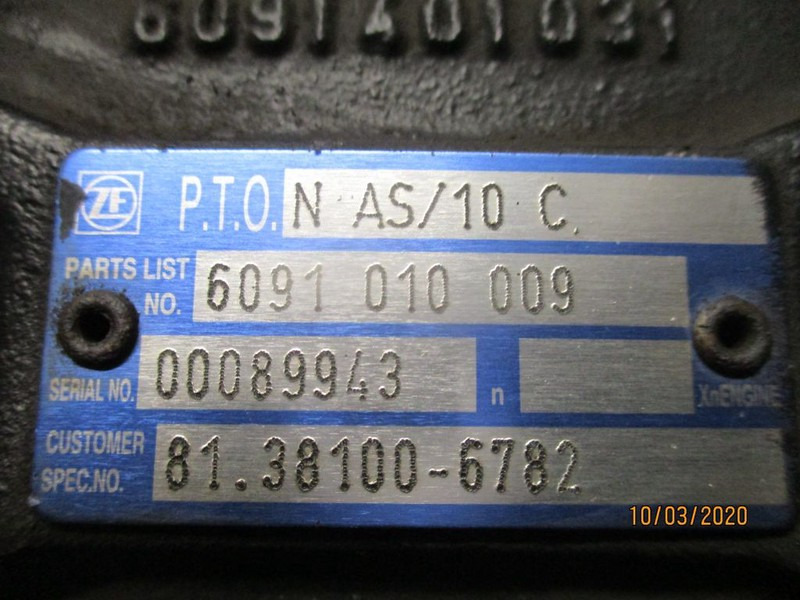 6091401031
ZF P.T.O. N AS/10 C.
PARTS LIST NO. 6091 010 009
SERIAL NO. 00089943 n XnENGINE
CUSTOMER SPEC.NO. 81.38100-6782
10/03/2020